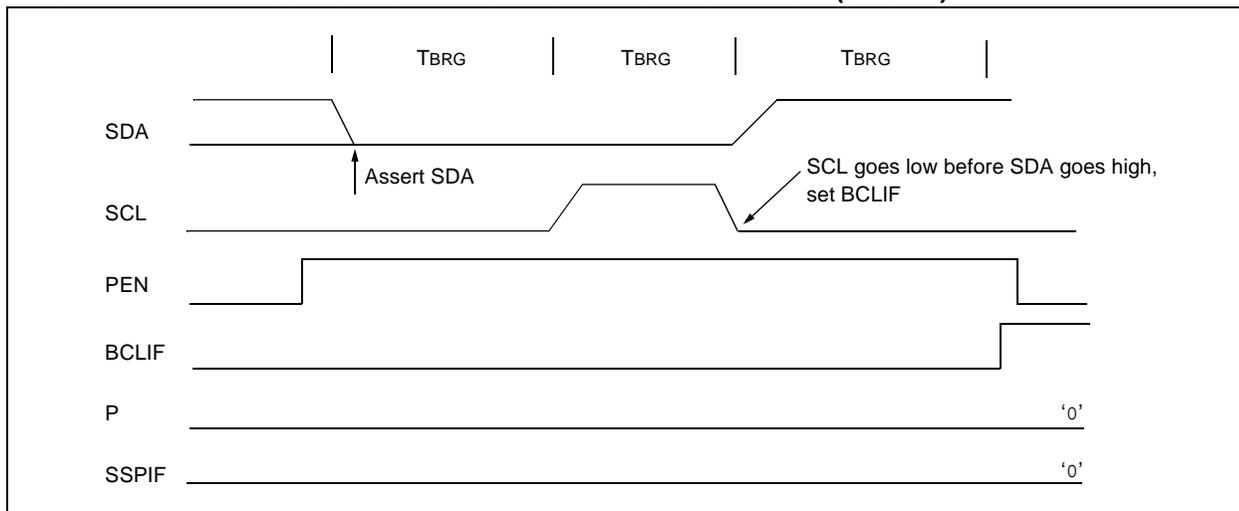 TBRG TBRG TBRG
SDA
Assert SDA
SCL goes low before SDA goes high,
set BCLIF
SCL
PEN
BCLIF
P '0'
SSPIF '0'